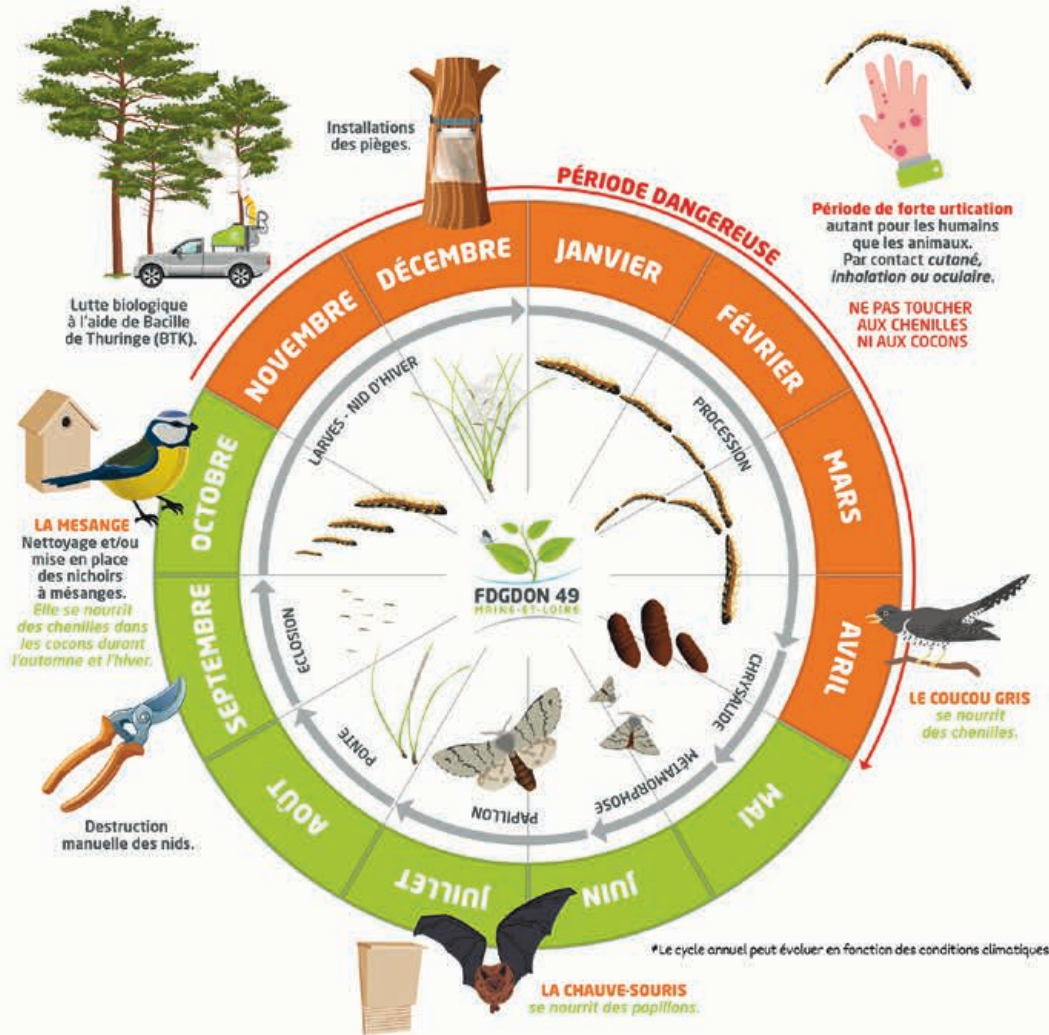 Installations
des pièges.
PÉRIODE DANGEREUSE
Période de forte urtication
autant pour les humains
que les animaux.
Par contact cutané,
inhalation ou oculaire.
NE PAS TOUCHER
AUX CHENILLES
NI AUX COCONS
Lutte biologique
à l'aide de Bacille
de Thuringe (BTK).
JANVIER
FÉVRIER
MARS
AVRIL
MAI
JUIN
JUILLET
AOÛT
SEPTEMBRE
OCTOBRE
NOVEMBRE
DÉCEMBRE
PROCESSION
CHRYSALIDE
MÉTAMORPHOSE
PAPILLON
PONTE
ECLOSION
LARVES - NID D'HIVER
FDGDON 49
MAINE-ET-LOIRE
LA MESANGE
Nettoyage et/ou
mise en place
des nichoirs
à mésanges.
Elle se nourrit
des chenilles dans
les cocons durant
l'automne et l'hiver.
LE COUCOU GRIS
se nourrit
des chenilles.
Destruction
manuelle des nids.
*Le cycle annuel peut évoluer en fonction des conditions climatiques
LA CHAUVE-SOURIS
se nourrit des papillons.